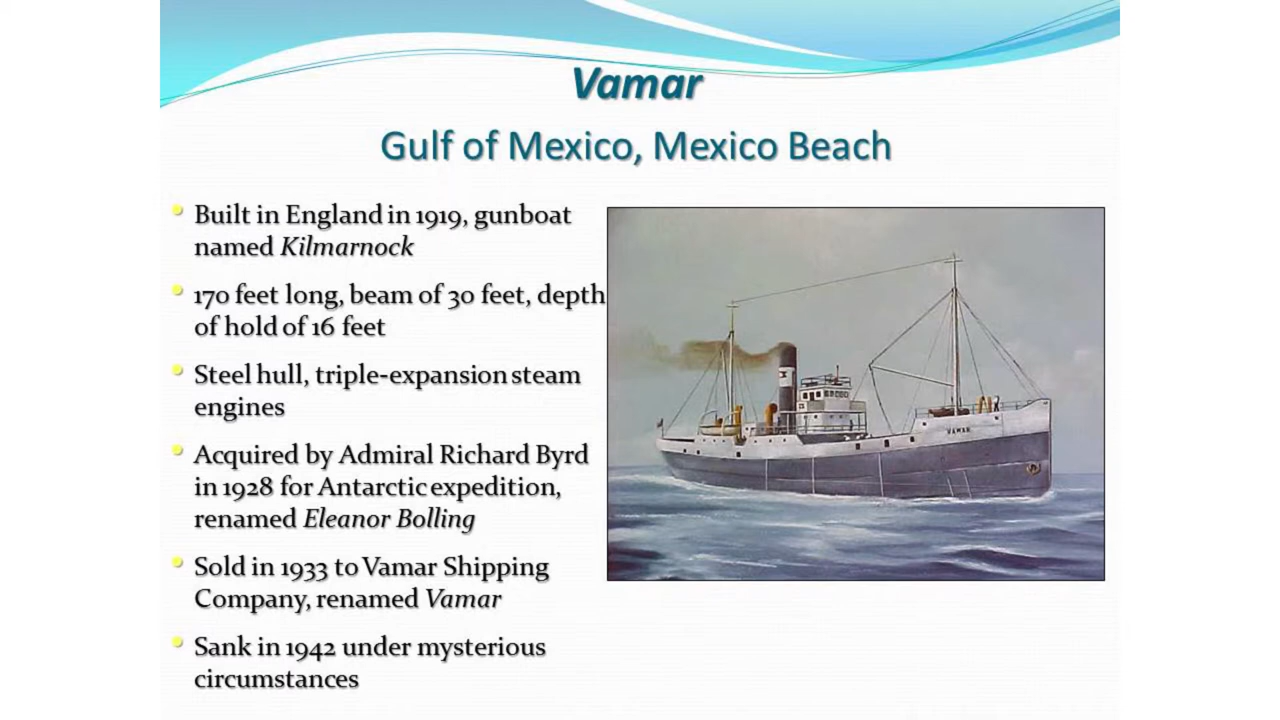 Vamar
Gulf of Mexico, Mexico Beach
• Built in England in 1919, gunboat
named Kilmarnock
• 170 feet long, beam of 30 feet, depth
of hold of 16 feet
• Steel hull, triple-expansion steam
engines
• Acquired by Admiral Richard Byrd
in 1928 for Antarctic expedition,
renamed Eleanor Bolling
• Sold in 1933 to Vamar Shipping
Company, renamed Vamar
• Sank in 1942 under mysterious
circumstances
VAMAR